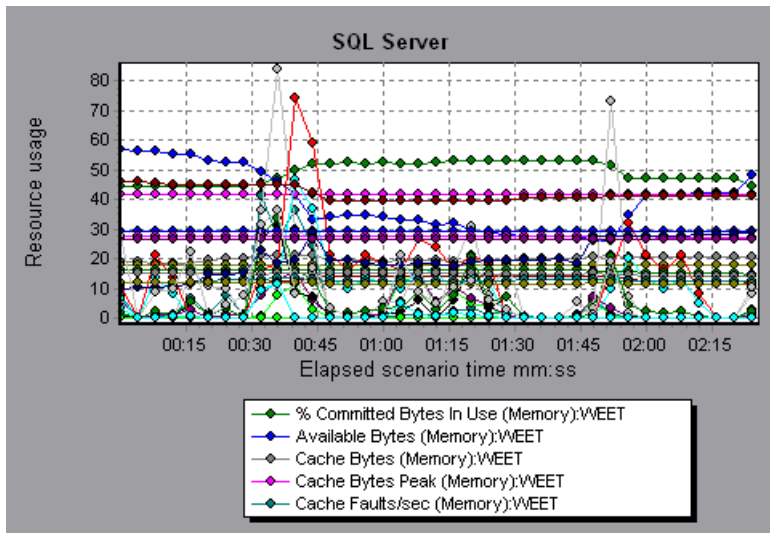 SQL Server
Resource usage
80
70
60
50
40
30
20
10
0
00:15 00:30 00:45 01:00 01:15 01:30 01:45 02:00 02:15
Elapsed scenario time mm:ss
% Committed Bytes In Use (Memory):WEET
Available Bytes (Memory):WEET
Cache Bytes (Memory):WEET
Cache Bytes Peak (Memory):WEET
Cache Faults/sec (Memory):WEET